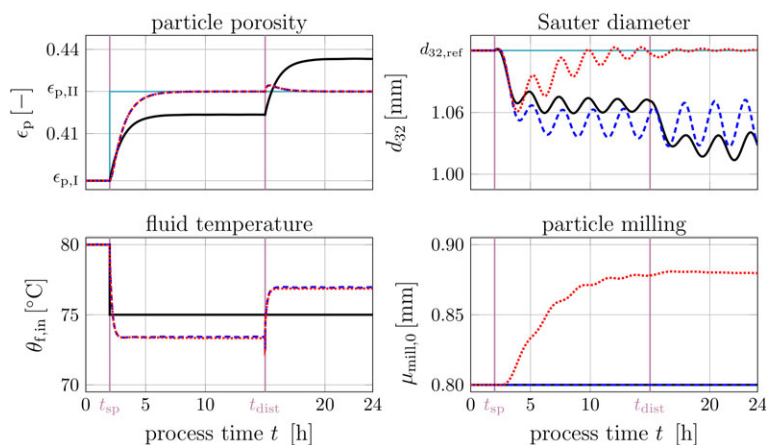 particle porosity
0.44
ϵp,II
0.41
ϵp,I
ϵp [−]
Sauter diameter
d32,ref
1.06
1.00
d32 [mm]
fluid temperature
80
75
70
θf,in [°C]
0 tsp 5 10 tdist 20 24
process time t [h]
particle milling
0.90
0.85
0.80
μmill,0 [mm]
0 tsp 5 10 tdist 20 24
process time t [h]